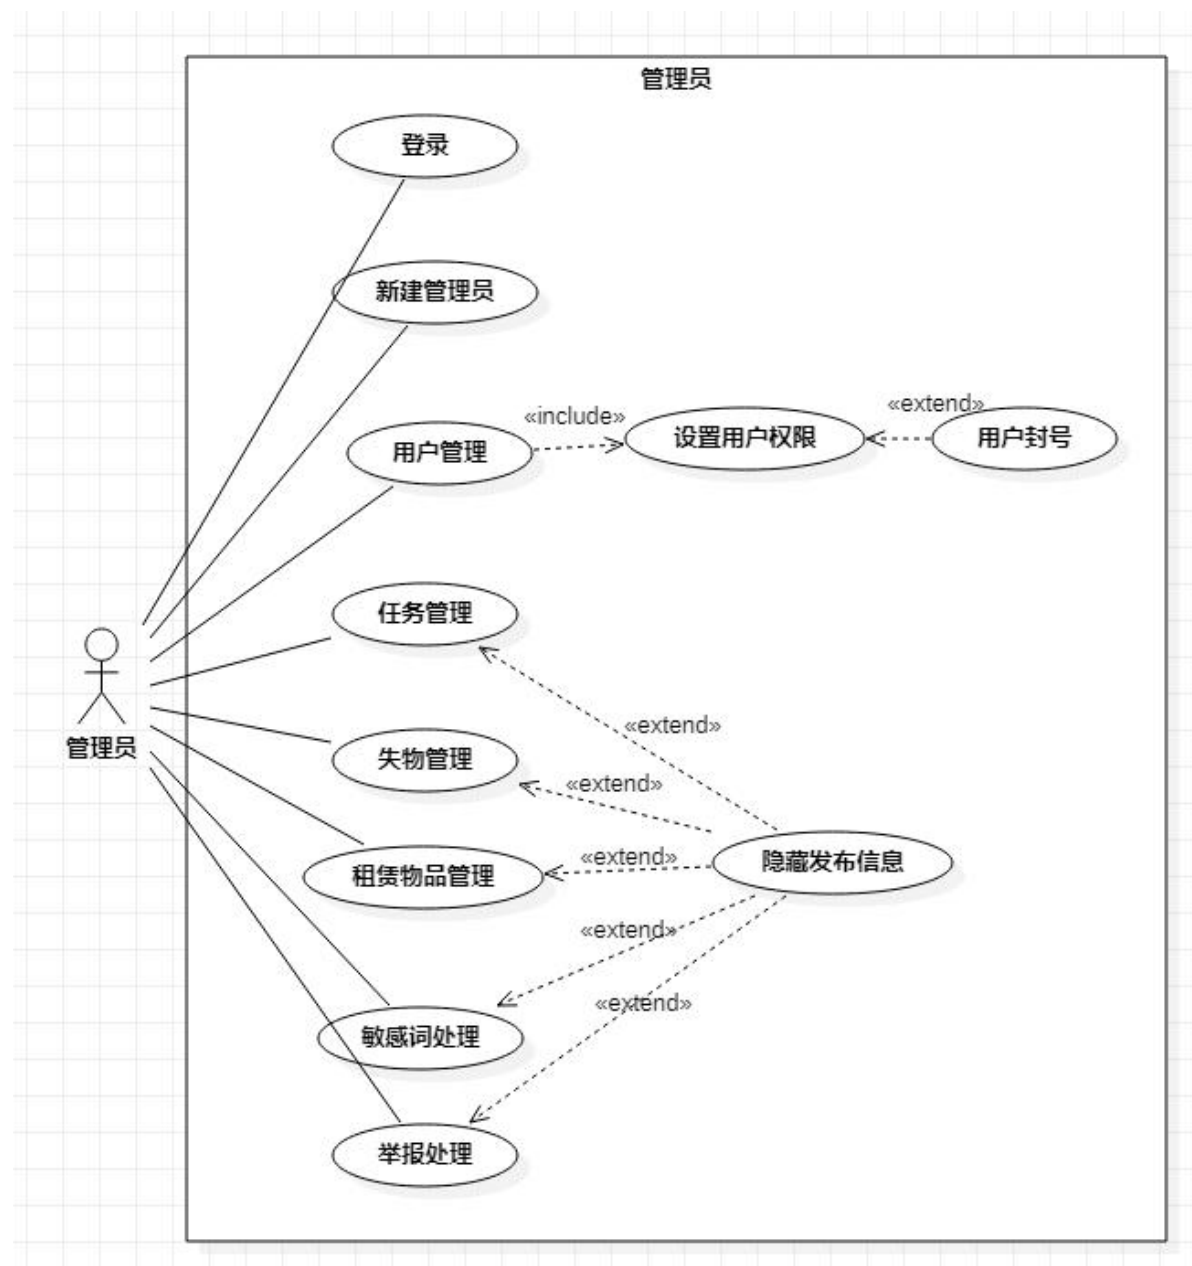 管理员
登录
新建管理员
«include»
«extend»
用户管理
设置用户权限
用户封号
任务管理
«extend»
管理员
失物管理
«extend»
«extend»
租赁物品管理
隐藏发布信息
«extend»
«extend»
敏感词处理
举报处理